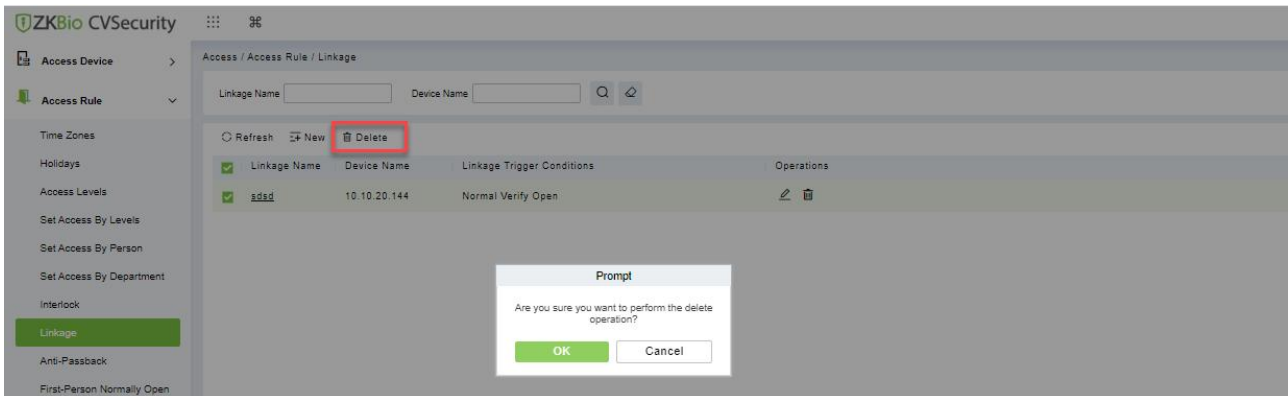 ZKBio CVSecurity
Access Device
Access Rule
Time Zones
Holidays
Access Levels
Set Access By Levels
Set Access By Person
Set Access By Department
Interlock
Linkage
Anti-Passback
First-Person Normally Open
Access / Access Rule / Linkage
Linkage Name Device Name
Refresh New Delete
Linkage Name Device Name Linkage Trigger Conditions Operations
sdsd 10.10.20.144 Normal Verify Open
Prompt
Are you sure you want to perform the delete
operation?
OK Cancel